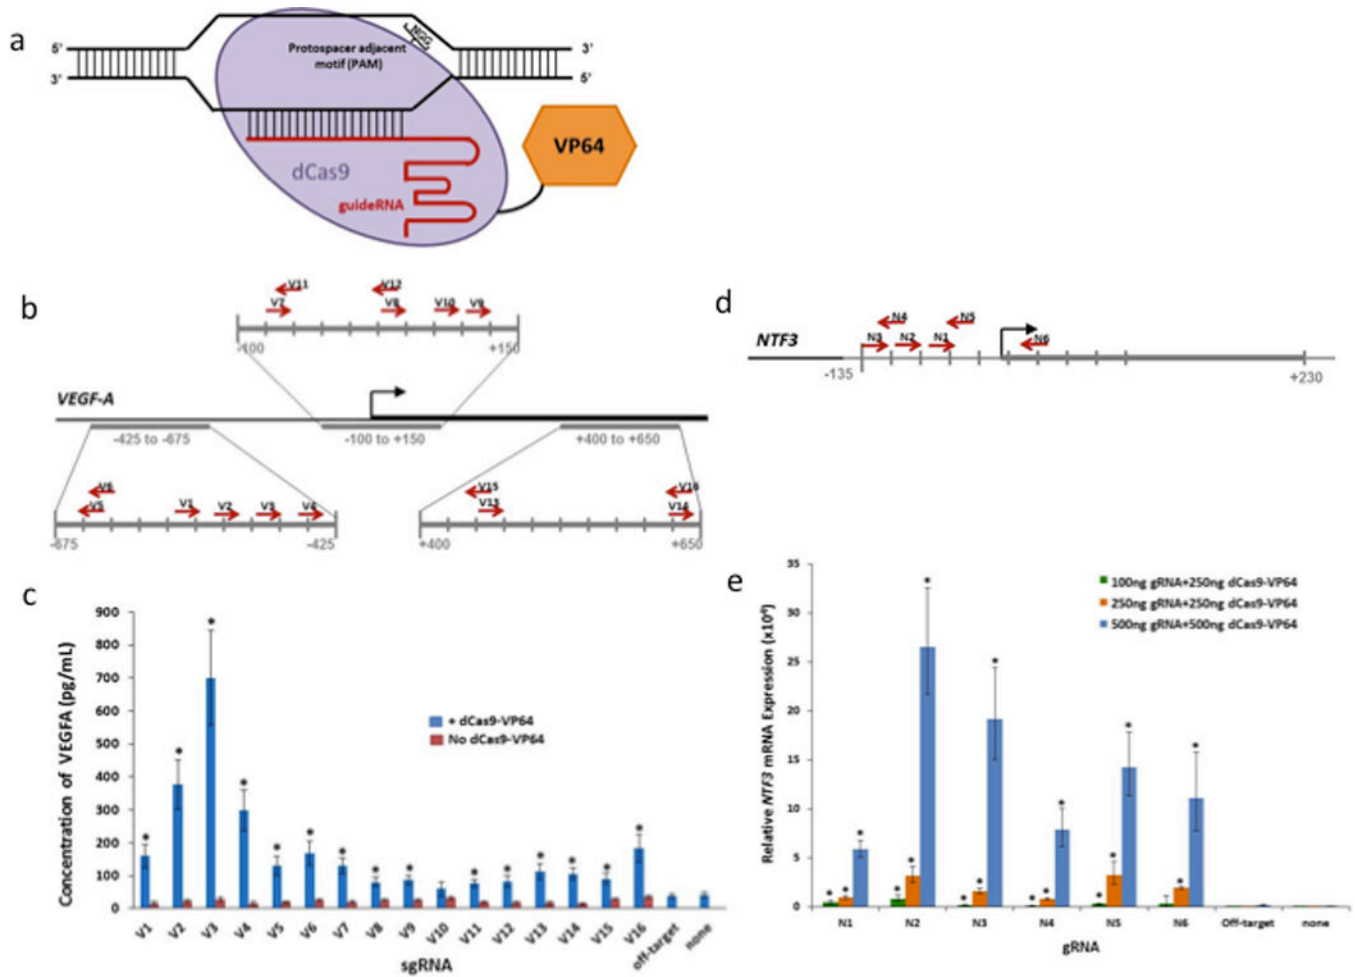 a
5' 3'
3' 5'
NGG
Protospacer adjacent
motif (PAM)
VP64
dCas9
guideRNA
b
V11 V12
V7 V8 V10 V9
-100 +150
VEGF-A
-425 to -675 -100 to +150 +400 to +650
V6
V5 V1 V2 V3 V4
-675 -425
V15 V16
V13 V14
+400 +650
d
N4 N5
NTF3 N3 N2 N1 N6
-135 +230
c
Concentration of VEGFA (pg/mL)
900
800
700
600
500
400
300
200
100
0
+ dCas9-VP64
No dCas9-VP64
* * * * * * * * * * * * * * *
V1 V2 V3 V4 V5 V6 V7 V8 V9 V10 V11 V12 V13 V14 V15 V16 off-target none
sgRNA
e
Relative NTF3 mRNA Expression (x10⁴)
35
30
25
20
15
10
5
0
100ng gRNA+250ng dCas9-VP64
250ng gRNA+250ng dCas9-VP64
500ng gRNA+500ng dCas9-VP64
* * * * * * * * * * * * * * * * *
N1 N2 N3 N4 N5 N6 Off-target none
gRNA